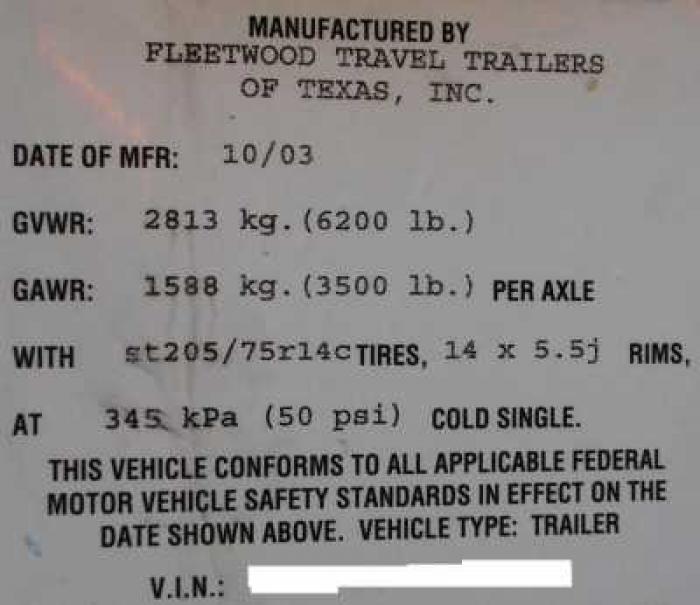 MANUFACTURED BY
FLEETWOOD TRAVEL TRAILERS
OF TEXAS, INC.
DATE OF MFR: 10/03
GVWR: 2813 kg. (6200 lb.)
GAWR: 1588 kg. (3500 lb.) PER AXLE
WITH st205/75r14c TIRES, 14 x 5.5j RIMS,
AT 345 kPa (50 psi) COLD SINGLE.
THIS VEHICLE CONFORMS TO ALL APPLICABLE FEDERAL
MOTOR VEHICLE SAFETY STANDARDS IN EFFECT ON THE
DATE SHOWN ABOVE. VEHICLE TYPE: TRAILER
V.I.N.: